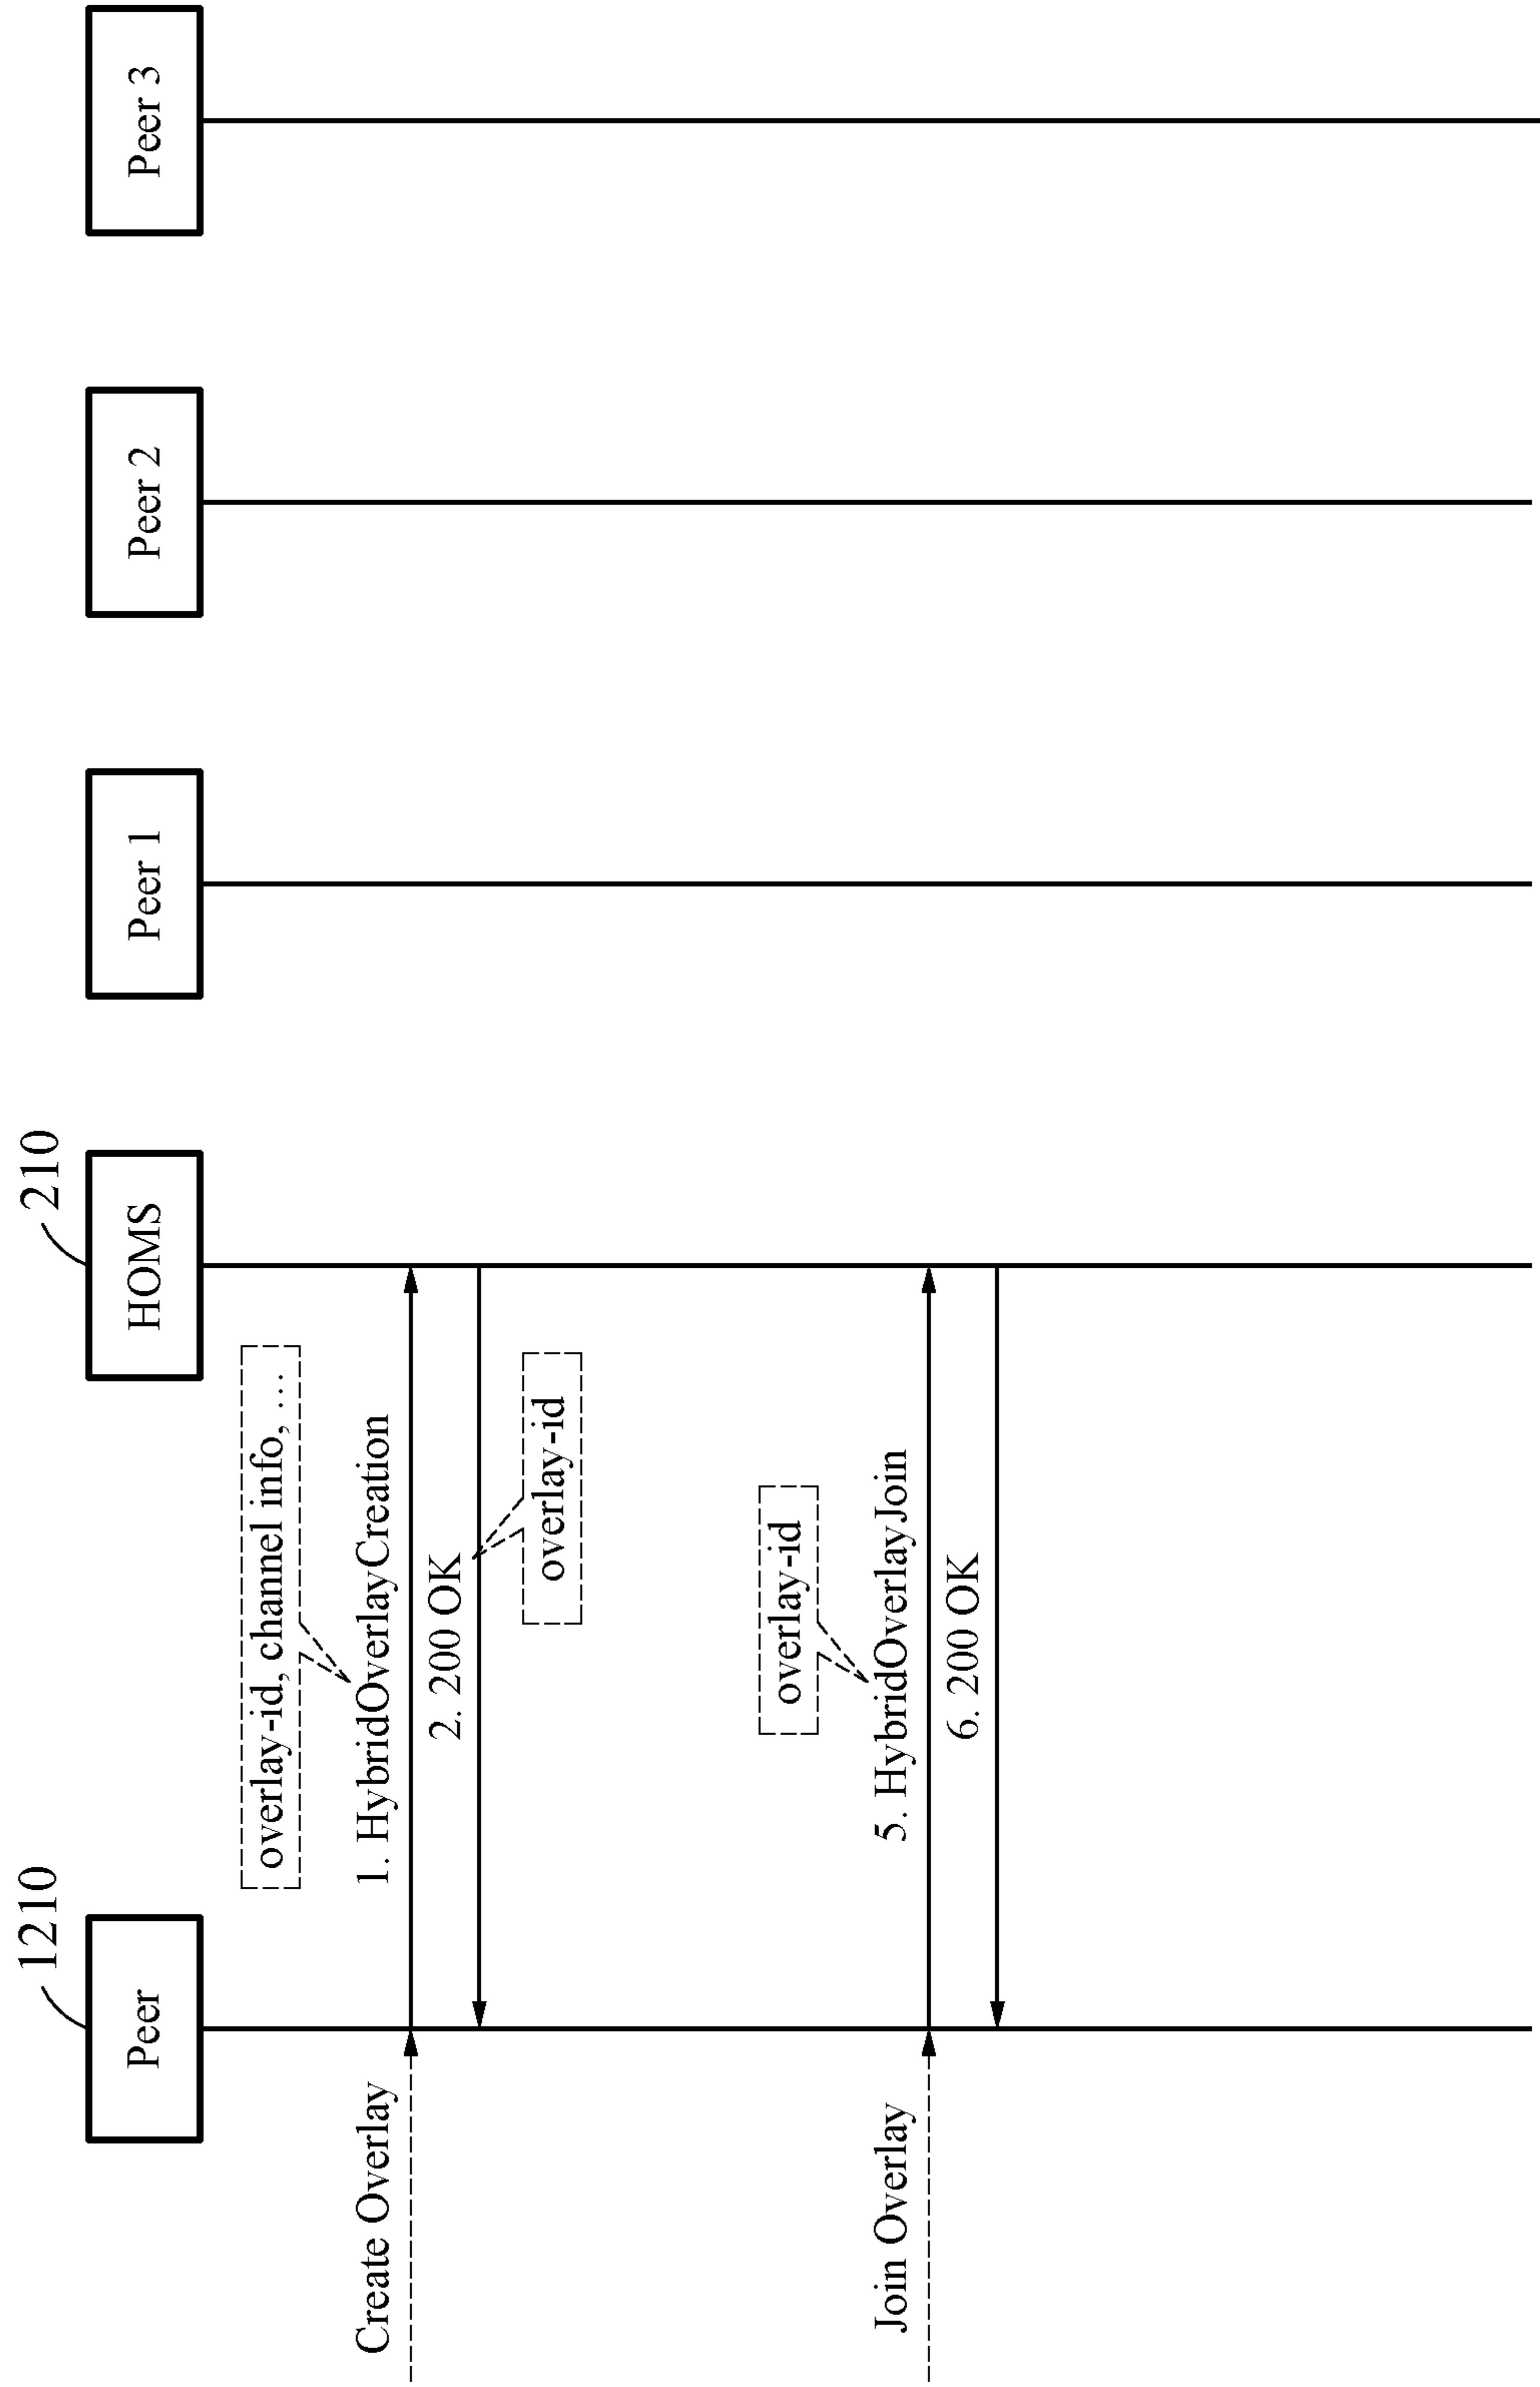 1210
210
Peer
HOMS
Peer 1
Peer 2
Peer 3
overlay-id, channel info, …
Create Overlay
1. HybridOverlayCreation
2. 200 OK
overlay-id
overlay-id
Join Overlay
5. HybridOverlayJoin
6. 200 OK